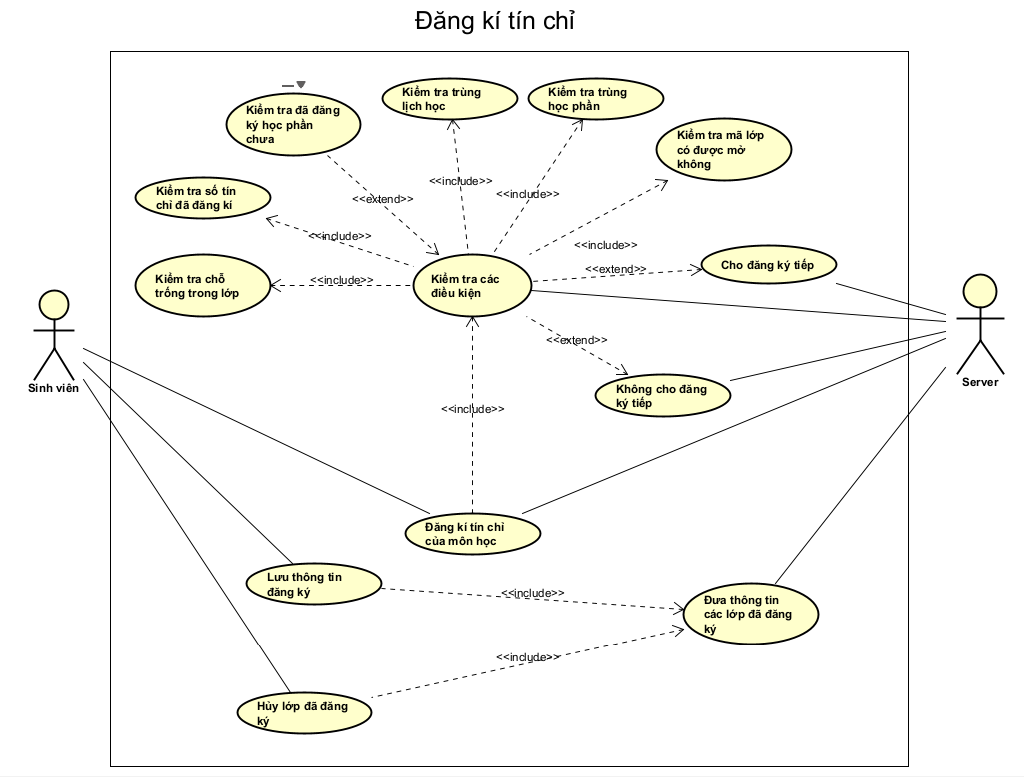 Đăng kí tín chỉ
Kiểm tra trùng
lịch học
Kiểm tra trùng
học phần
Kiểm tra đã đăng
ký học phần
chưa
Kiểm tra mã lớp
có được mở
không
<<include>>
<<include>>
Kiểm tra số tín
chỉ đã đăng kí
<<extend>>
<<include>>
<<include>>
Kiểm tra chỗ
trống trong lớp
<<include>>
Kiểm tra các
điều kiện
<<extend>>
Cho đăng ký tiếp
<<extend>>
Sinh viên
Server
Không cho đăng
ký tiếp
<<include>>
Đăng kí tín chỉ
của môn học
Lưu thông tin
đăng ký
<<include>>
Đưa thông tin
các lớp đã đăng
ký
<<include>>
Hủy lớp đã đăng
ký